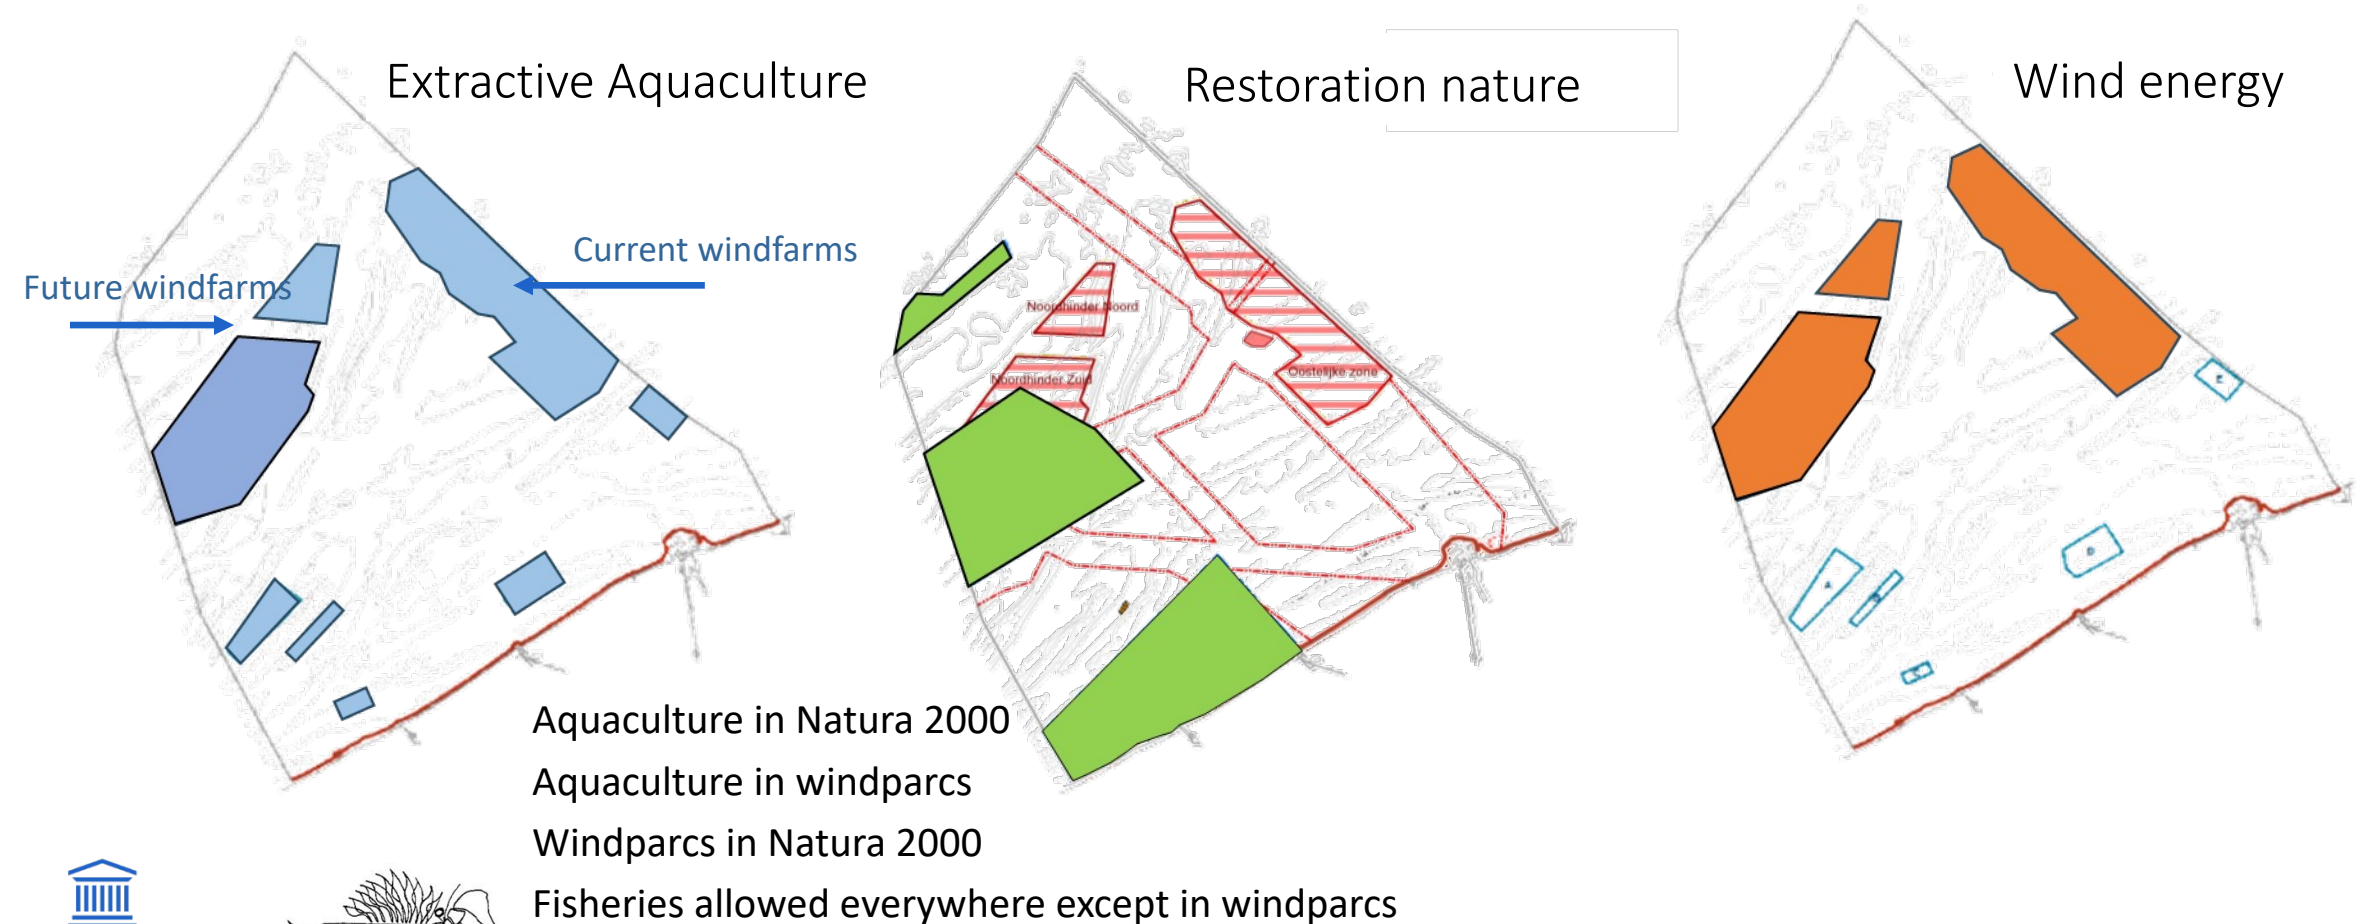 Extractive Aquaculture
Restoration nature
Wind energy
Current windfarms
Future windfarms
Noordhinder Noord
Noordhinder Zuid
Oostelijke zone
E
D
A
Aquaculture in Natura 2000
Aquaculture in windparcs
Windparcs in Natura 2000
Fisheries allowed everywhere except in windparcs